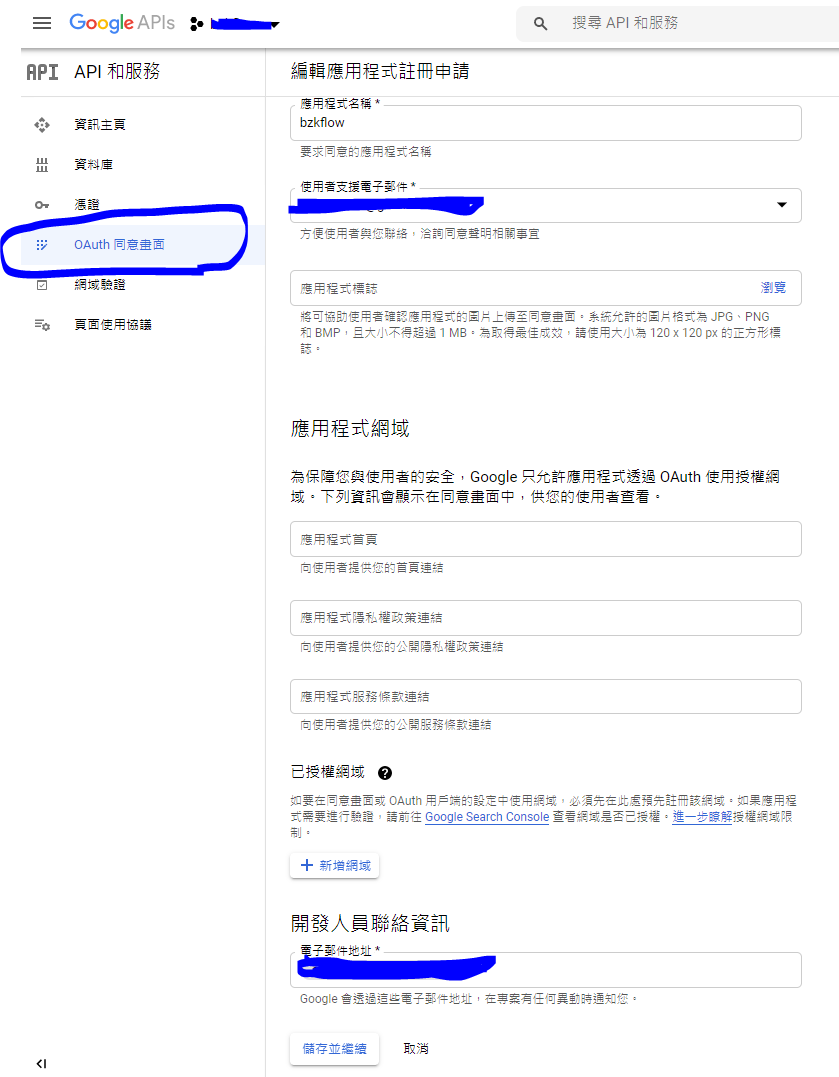 Google APIs
搜尋 API 和服務
API API 和服務
資訊主頁
資料庫
憑證
OAuth 同意畫面
網域驗證
頁面使用協議
編輯應用程式註冊申請
應用程式名稱 *
bzkflow
要求同意的應用程式名稱
使用者支援電子郵件 *
方便使用者與您聯絡，洽詢同意聲明相關事宜
應用程式標誌
瀏覽
將可協助使用者確認應用程式的圖片上傳至同意畫面。系統允許的圖片格式為 JPG、PNG
和 BMP，且大小不得超過 1 MB。為取得最佳成效，請使用大小為 120 x 120 px 的正方形標
誌。
應用程式網域
為保障您與使用者的安全，Google 只允許應用程式透過 OAuth 使用授權網
域。下列資訊會顯示在同意畫面中，供您的使用者查看。
應用程式首頁
向使用者提供您的首頁連結
應用程式隱私權政策連結
向使用者提供您的公開隱私權政策連結
應用程式服務條款連結
向使用者提供您的公開服務條款連結
已授權網域
如要在同意畫面或 OAuth 用戶端的設定中使用網域，必須先在此處預先註冊該網域。如果應用程
式需要進行驗證，請前往 Google Search Console 查看網域是否已授權。進一步瞭解授權網域限
制。
+ 新增網域
開發人員聯絡資訊
電子郵件地址 *
Google 會透過這些電子郵件地址，在專案有任何異動時通知您。
儲存並繼續
取消